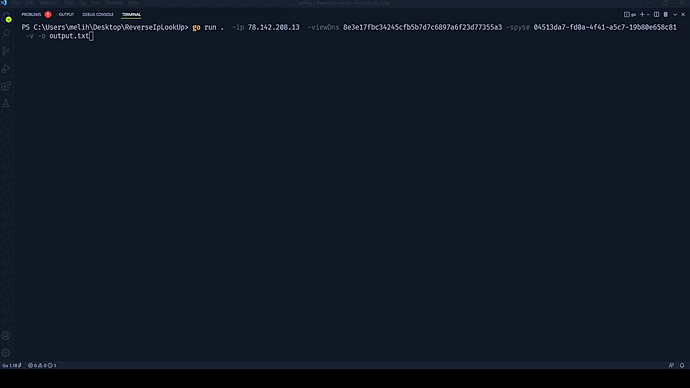 PROBLEMS 1 OUTPUT DEBUG CONSOLE TERMINAL go
PS C:\Users\melih\Desktop\ReverseIpLookUp> go run . -ip 78.142.208.13 -viewDns 8e3e17fbc34245cfb5b7d7c6897a6f23d77355a3 -spyse 04513da7-fd0a-4f41-a5c7-19b80e658c81
-v -o output.txt
Go 1.18 0 0 1